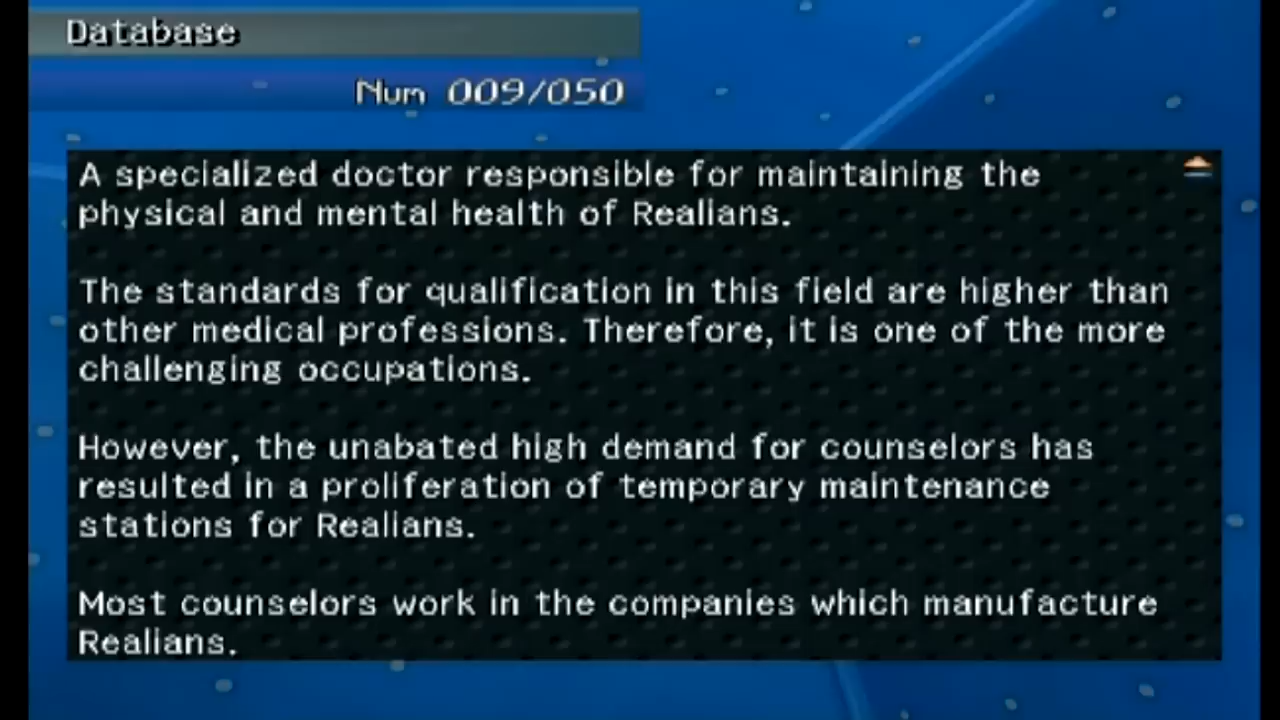 Database
Num 009/050
A specialized doctor responsible for maintaining the
physical and mental health of Realians.
The standards for qualification in this field are higher than
other medical professions. Therefore, it is one of the more
challenging occupations.
However, the unabated high demand for counselors has
resulted in a proliferation of temporary maintenance
stations for Realians.
Most counselors work in the companies which manufacture
Realians.